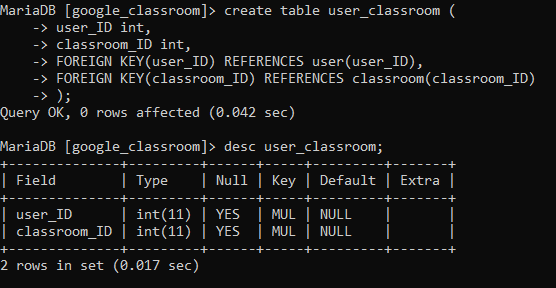 MariaDB [google_classroom]> create table user_classroom (
    -> user_ID int,
    -> classroom_ID int,
    -> FOREIGN KEY(user_ID) REFERENCES user(user_ID),
    -> FOREIGN KEY(classroom_ID) REFERENCES classroom(classroom_ID)
    -> );
Query OK, 0 rows affected (0.042 sec)

MariaDB [google_classroom]> desc user_classroom;
+--------------+---------+------+-----+---------+-------+
| Field        | Type    | Null | Key | Default | Extra |
+--------------+---------+------+-----+---------+-------+
| user_ID      | int(11) | YES  | MUL | NULL    |       |
| classroom_ID | int(11) | YES  | MUL | NULL    |       |
+--------------+---------+------+-----+---------+-------+
2 rows in set (0.017 sec)